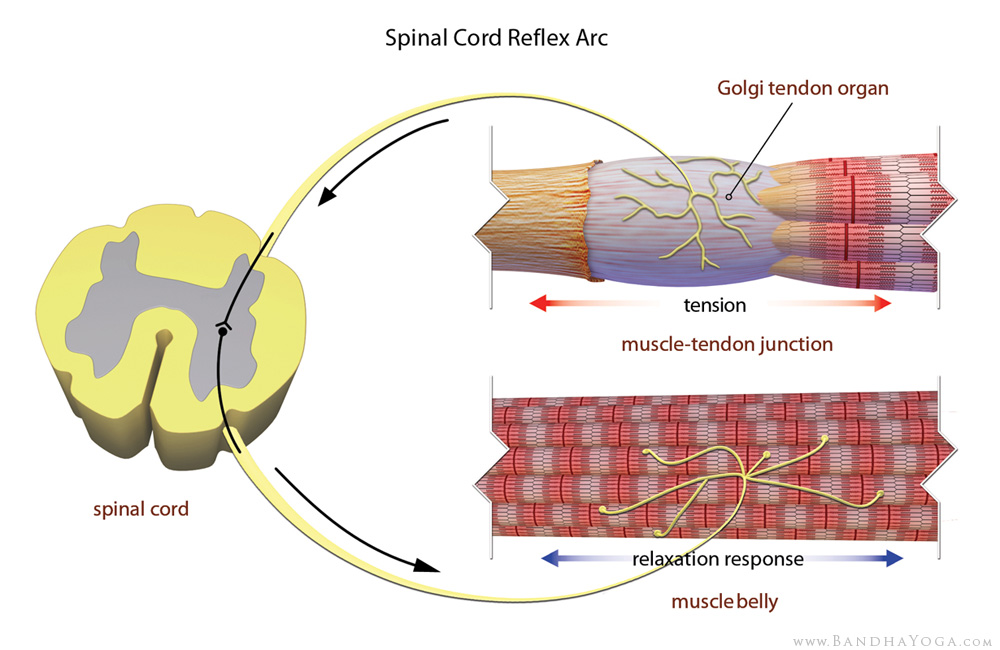 Spinal Cord Reflex Arc
Golgi tendon organ
tension
muscle-tendon junction
spinal cord
relaxation response
muscle belly
www.BandhaYoga.com